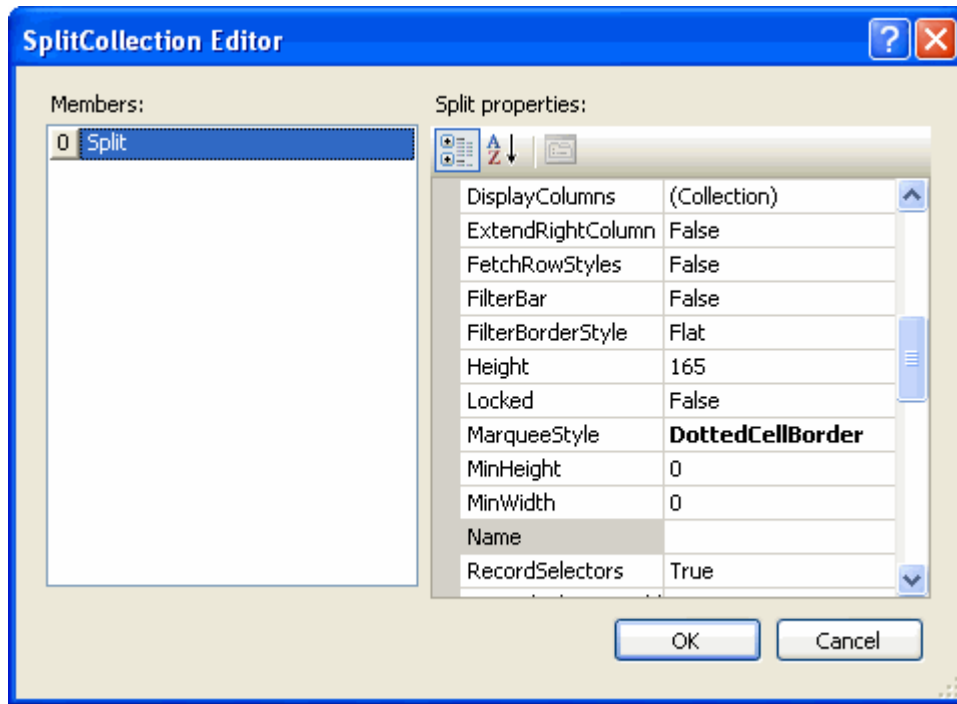 SplitCollection Editor
Members:
0 Split
Split properties:
DisplayColumns (Collection)
ExtendRightColumn False
FetchRowStyles False
FilterBar False
FilterBorderStyle Flat
Height 165
Locked False
MarqueeStyle DottedCellBorder
MinHeight 0
MinWidth 0
Name
RecordSelectors True
OK Cancel